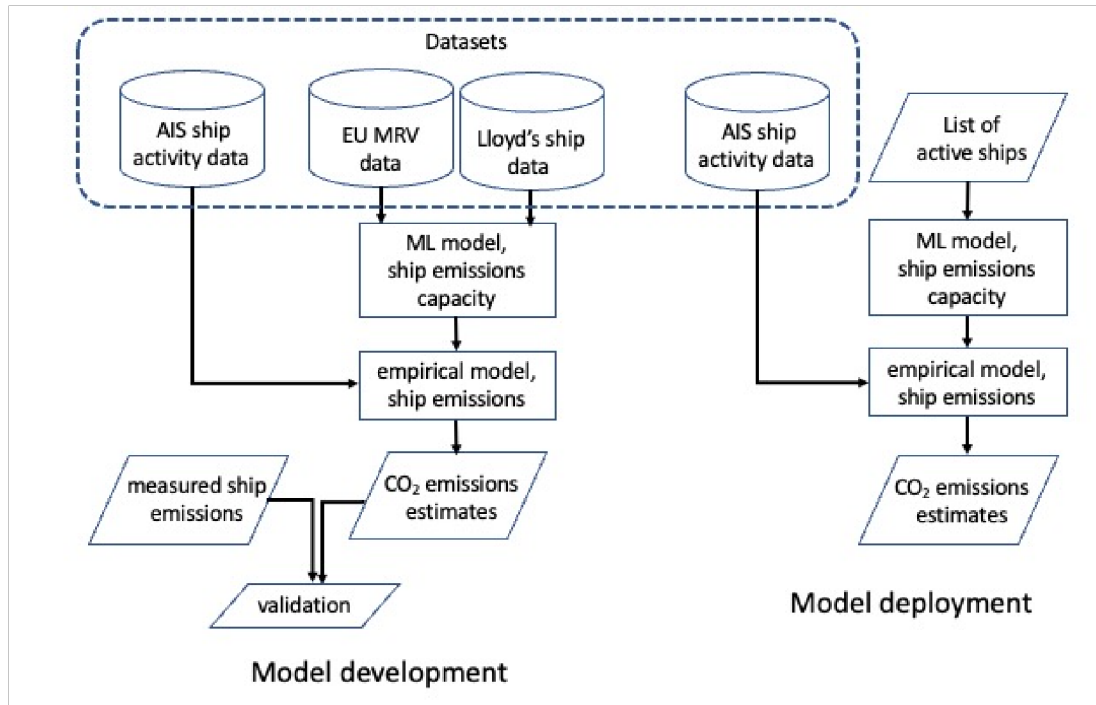 Datasets
AIS ship
activity data
EU MRV
data
Lloyd's ship
data
AIS ship
activity data
List of
active ships
ML model,
ship emissions
capacity
ML model,
ship emissions
capacity
empirical model,
ship emissions
empirical model,
ship emissions
measured ship
emissions
CO₂ emissions
estimates
CO₂ emissions
estimates
validation
Model deployment
Model development